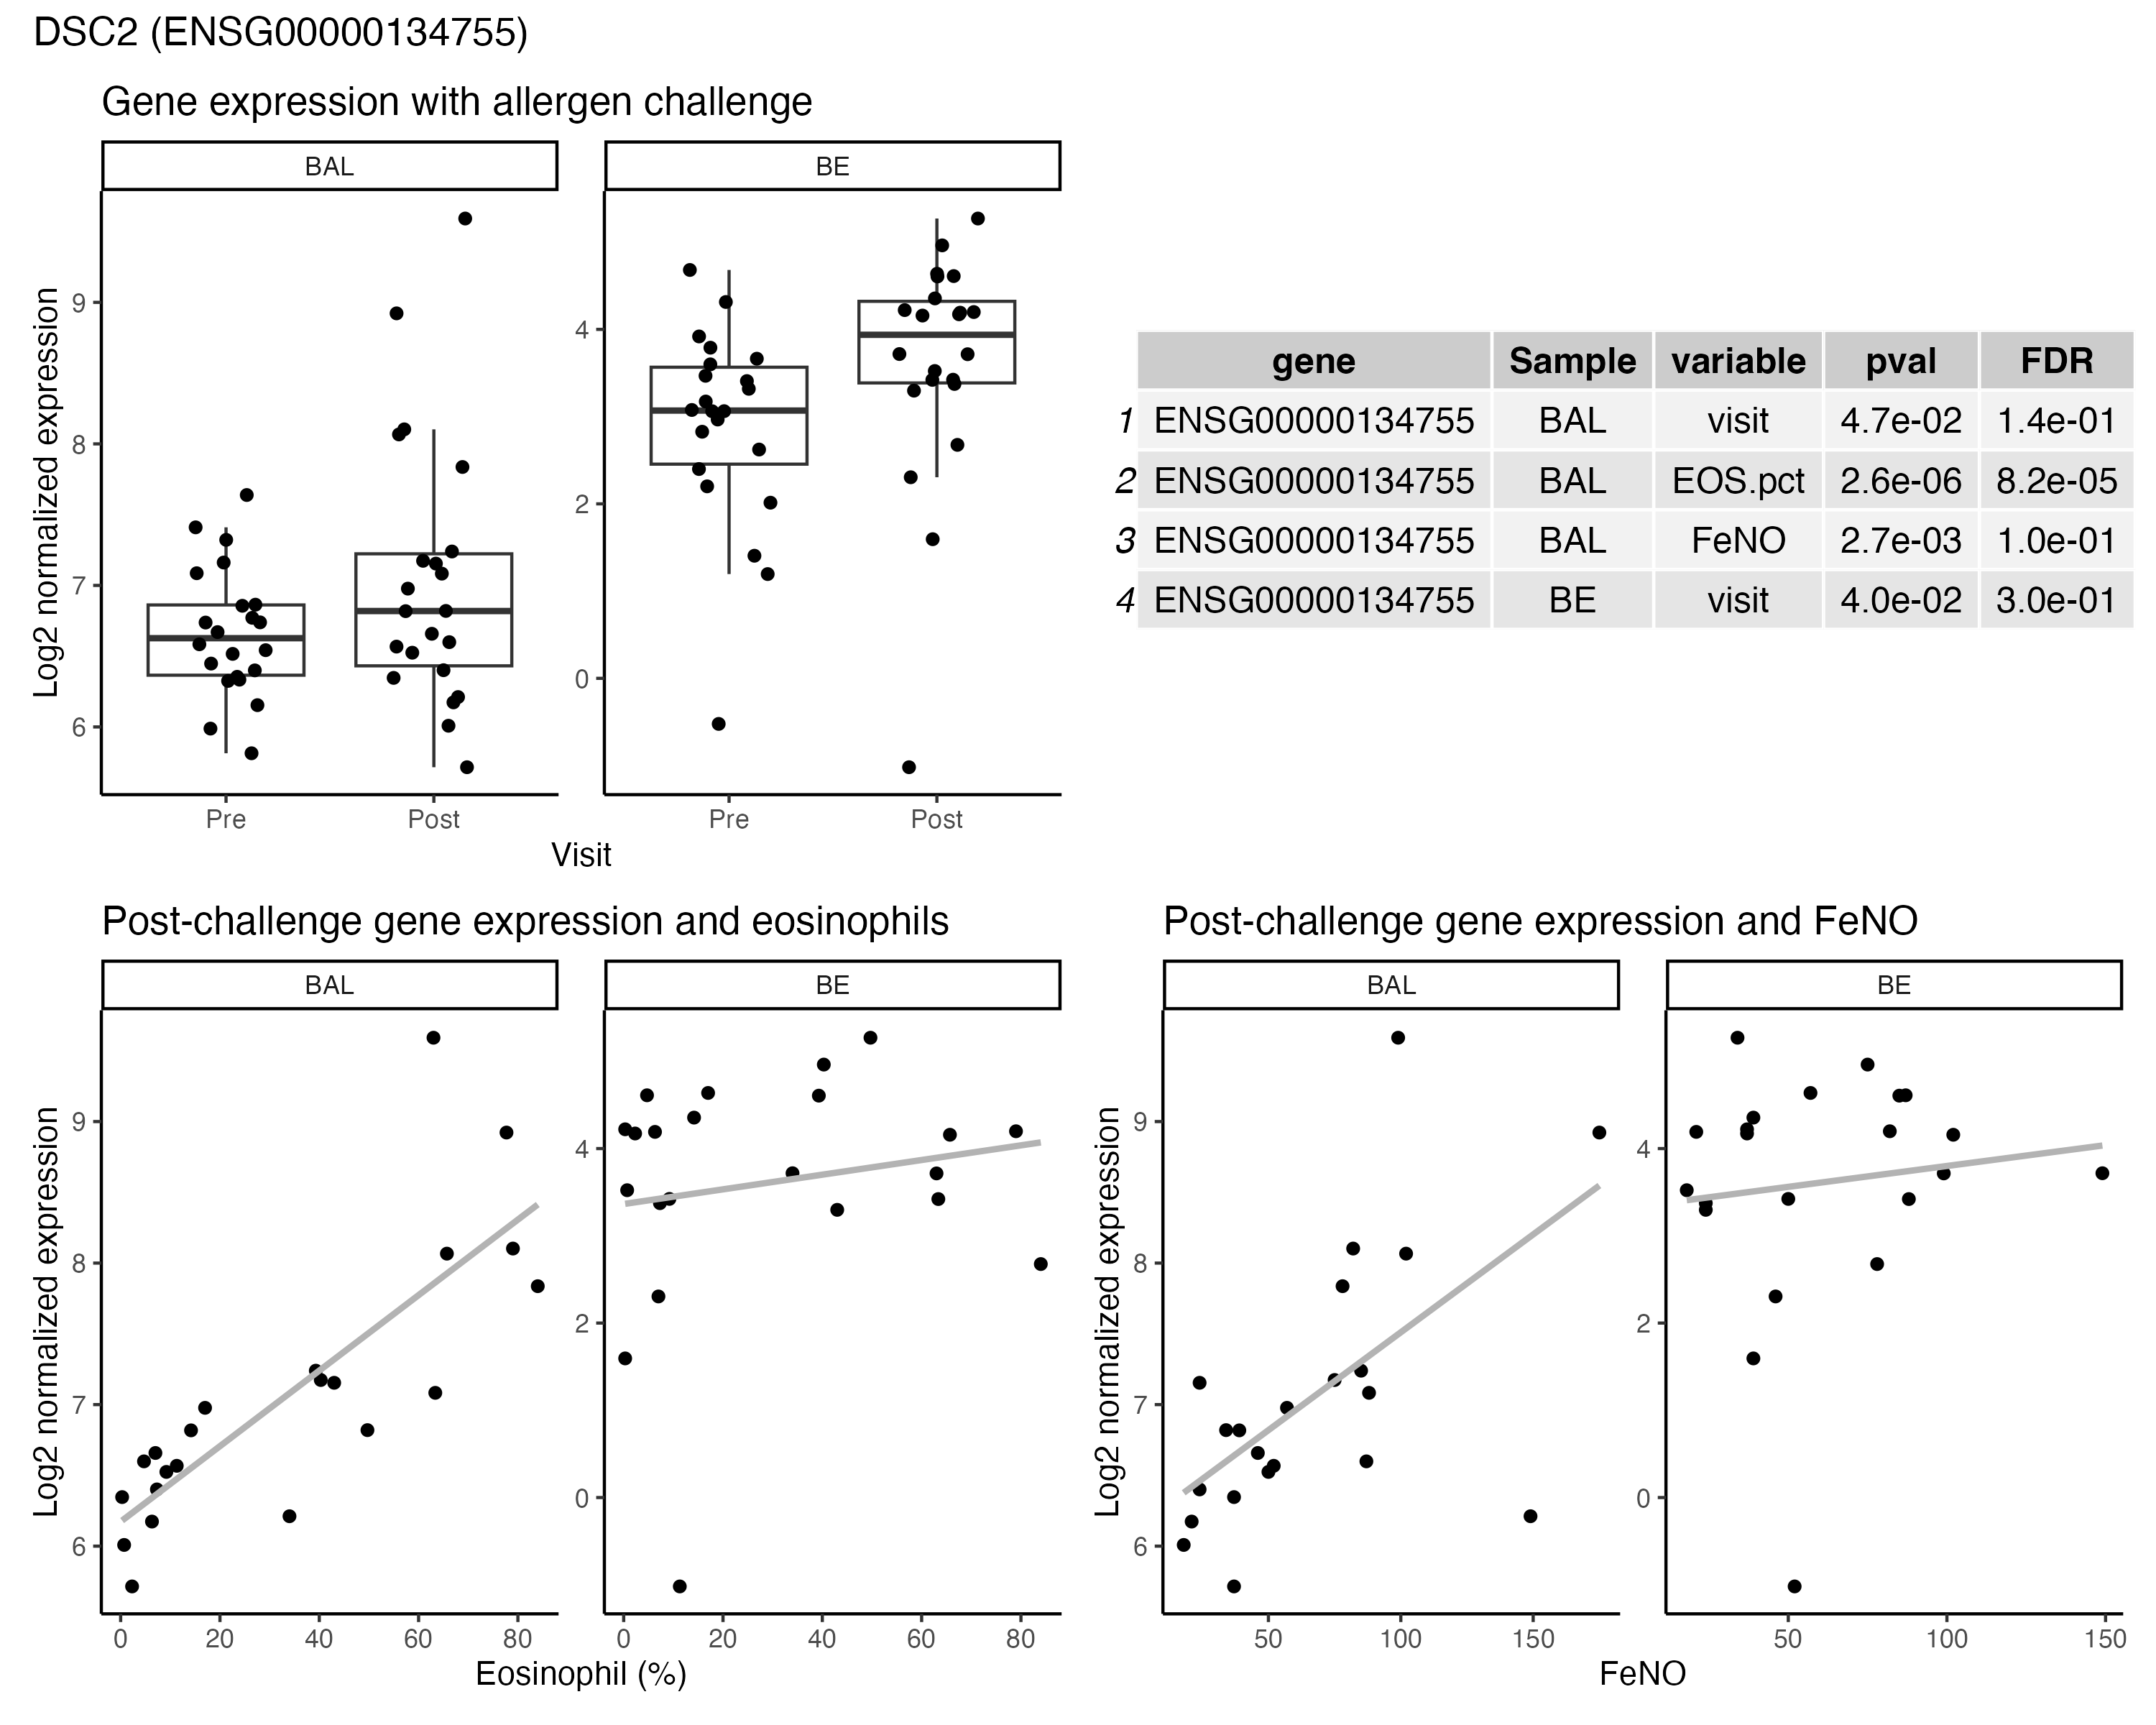 DSC2 (ENSG00000134755)
Gene expression with allergen challenge
BAL
BE
Log2 normalized expression
9
8
7
6
4
2
0
Pre
Post
Pre
Post
Visit
gene Sample variable pval FDR
1 ENSG00000134755 BAL visit 4.7e-02 1.4e-01
2 ENSG00000134755 BAL EOS.pct 2.6e-06 8.2e-05
3 ENSG00000134755 BAL FeNO 2.7e-03 1.0e-01
4 ENSG00000134755 BE visit 4.0e-02 3.0e-01
Post-challenge gene expression and eosinophils
BAL
BE
Log2 normalized expression
9
8
7
6
4
2
0
0 20 40 60 80
0 20 40 60 80
Eosinophil (%)
Post-challenge gene expression and FeNO
BAL
BE
Log2 normalized expression
9
8
7
6
4
2
0
50 100 150
50 100 150
FeNO